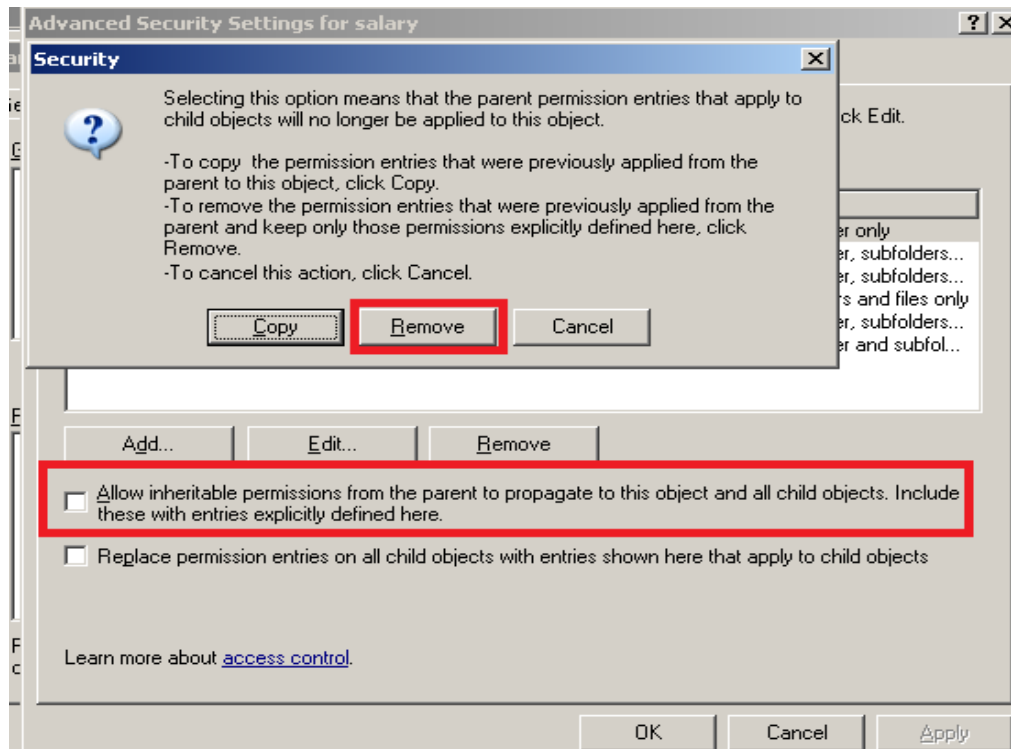 Advanced Security Settings for salary
Security
Selecting this option means that the parent permission entries that apply to
child objects will no longer be applied to this object.
-To copy the permission entries that were previously applied from the
parent to this object, click Copy.
-To remove the permission entries that were previously applied from the
parent and keep only those permissions explicitly defined here, click
Remove.
-To cancel this action, click Cancel.
Copy Remove Cancel
ck Edit.
er only
er, subfolders...
er, subfolders...
rs and files only
er, subfolders...
er and subfol...
Add... Edit... Remove
Allow inheritable permissions from the parent to propagate to this object and all child objects. Include
these with entries explicitly defined here.
Replace permission entries on all child objects with entries shown here that apply to child objects
Learn more about access control.
OK Cancel Apply